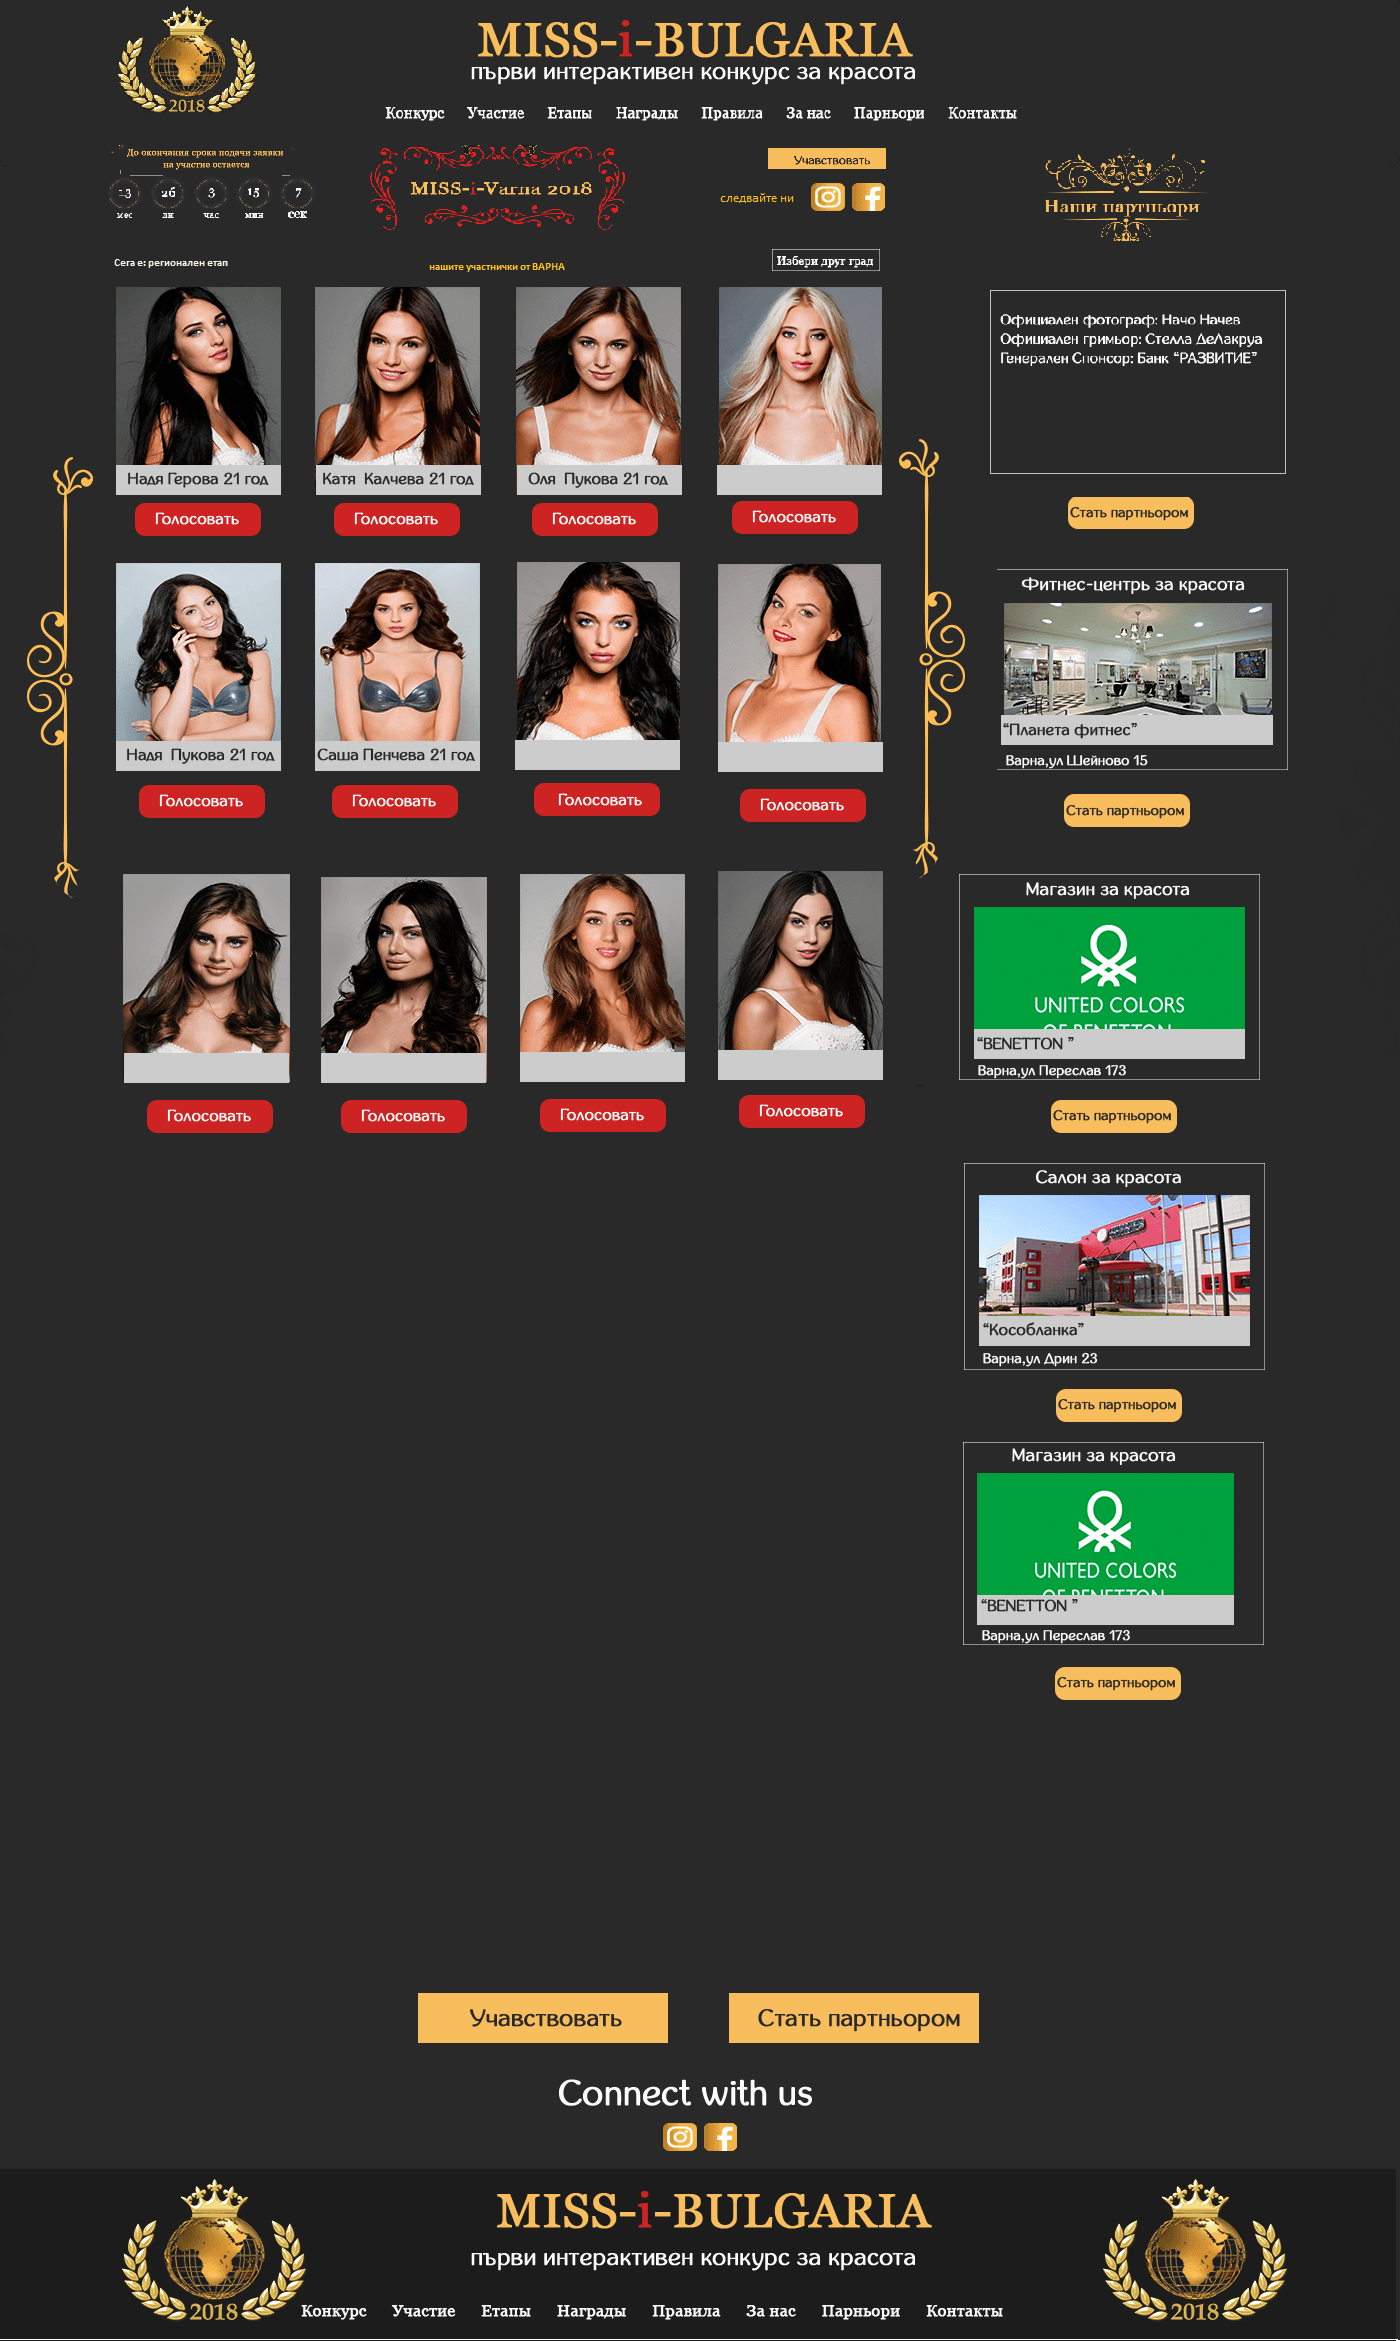 MISS-i-BULGARIA
първи интерактивен конкурс за красота
2018
Конкурс Участие Етапы Награды Правила За нас Парньори Контакты
До окончания срока подачи заявки
на участие остается
26 3 15 7
мес дн час мин сек
MISS-i-Varna 2018
Учавствовать
следвайте ни
Наши партньори
Сега е: регионален етап
нашите участнички от ВАРНА
Избери друг град
Официален фотограф: Начо Начев
Официален гримьор: Стелла ДеЛакруа
Генерален Спонсор: Банк “РАЗВИТИЕ”
Надя Герова 21 год
Катя Калчева 21 год
Оля Пукова 21 год
Голосовать
Голосовать
Голосовать
Голосовать
Стать партньором
Фитнес-центрь за красота
“Планета фитнес”
Варна,ул Шейново 15
Надя Пукова 21 год
Саша Пенчева 21 год
Голосовать
Голосовать
Голосовать
Голосовать
Стать партньором
Магазин за красота
UNITED COLORS
OF BENETTON
“BENETTON ”
Варна,ул Переслав 173
Голосовать
Голосовать
Голосовать
Голосовать
Стать партньором
Салон за красота
“Кособланка”
Варна,ул Дрин 23
Стать партньором
Магазин за красота
UNITED COLORS
OF BENETTON
“BENETTON ”
Варна,ул Переслав 173
Стать партньором
Учавствовать
Стать партньором
Connect with us
MISS-i-BULGARIA
първи интерактивен конкурс за красота
2018
2018
Конкурс Участие Етапы Награды Правила За нас Парньори Контакты